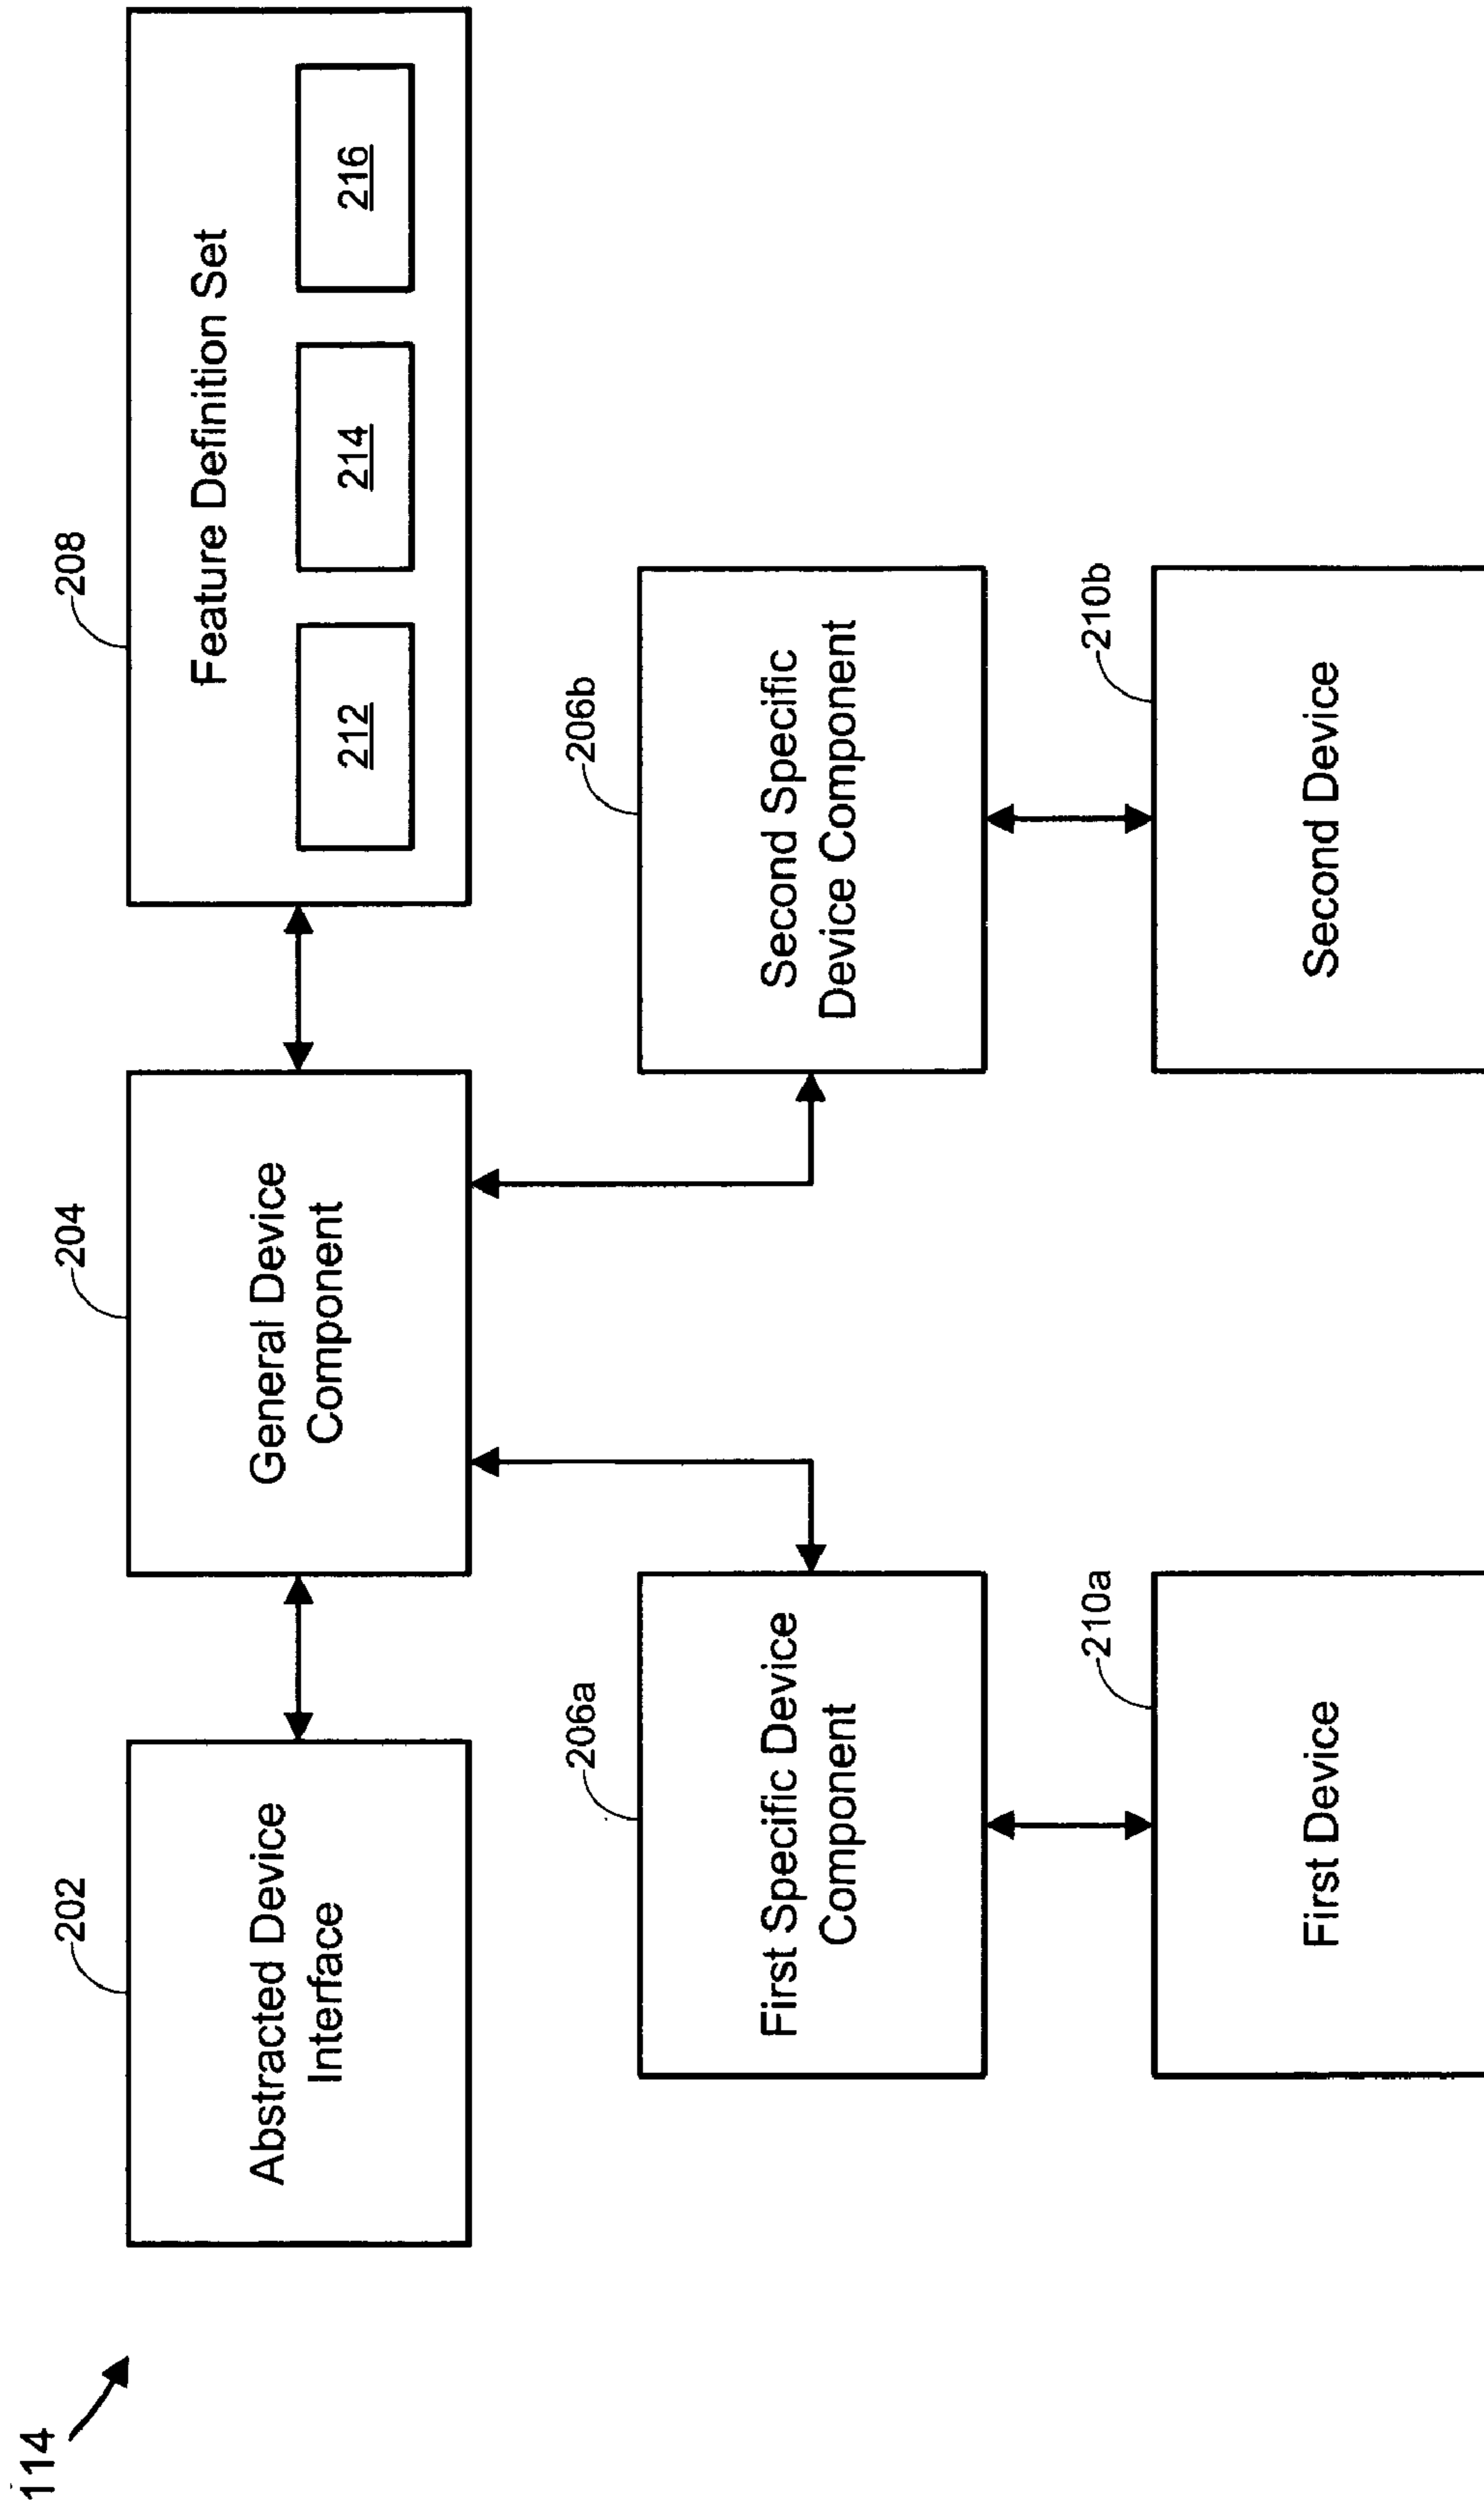 114
202
Abstracted Device
Interface
204
General Device
Component
208
Feature Definition Set
212
214
216
206a
First Specific Device
Component
206b
Second Specific
Device Component
210a
First Device
210b
Second Device